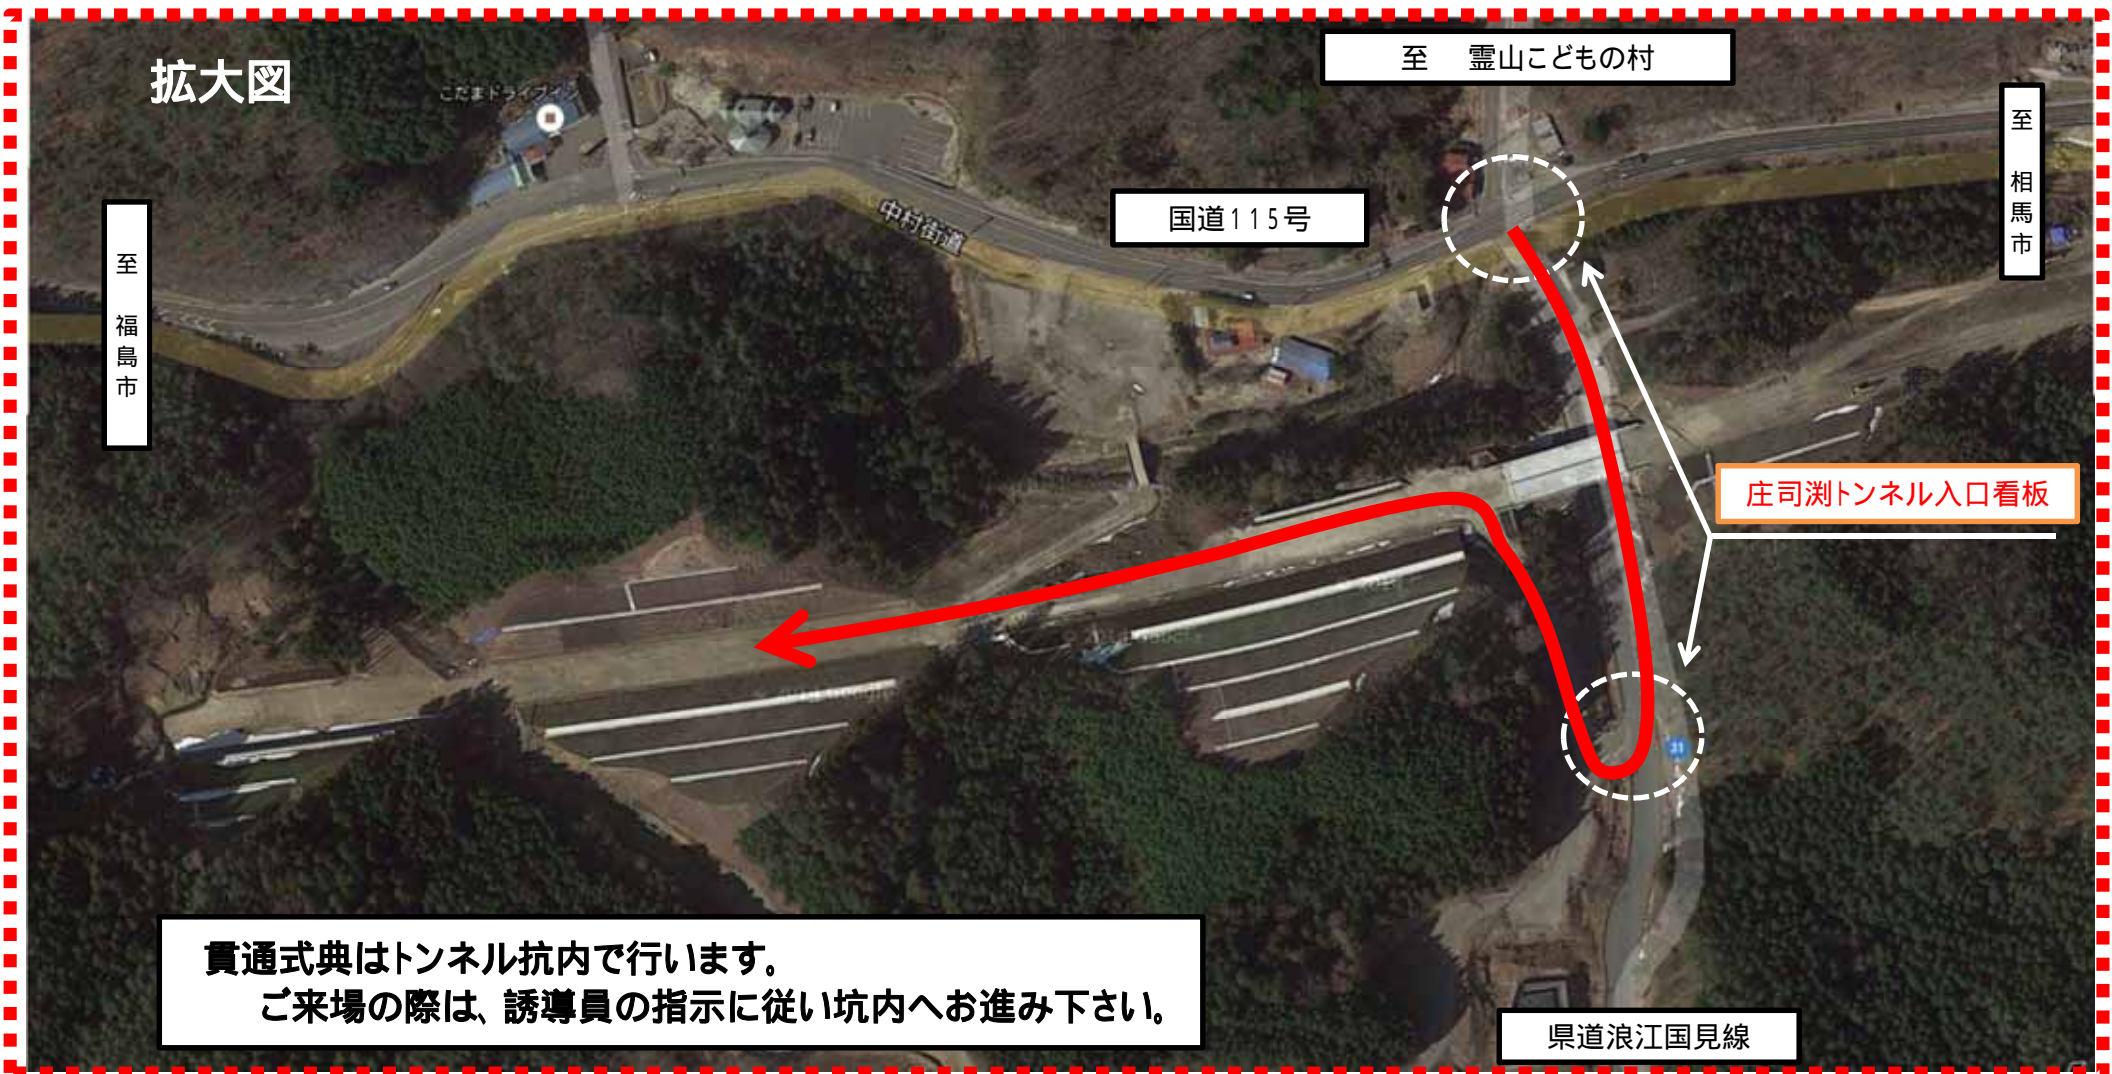 拡大図
こだまドライブイン
至　霊山こどもの村
至　相馬市
国道115号
中村街道
至　福島市
庄司渕トンネル入口看板
31
貫通式典はトンネル抗内で行います。
ご来場の際は、誘導員の指示に従い坑内へお進み下さい。
県道浪江国見線